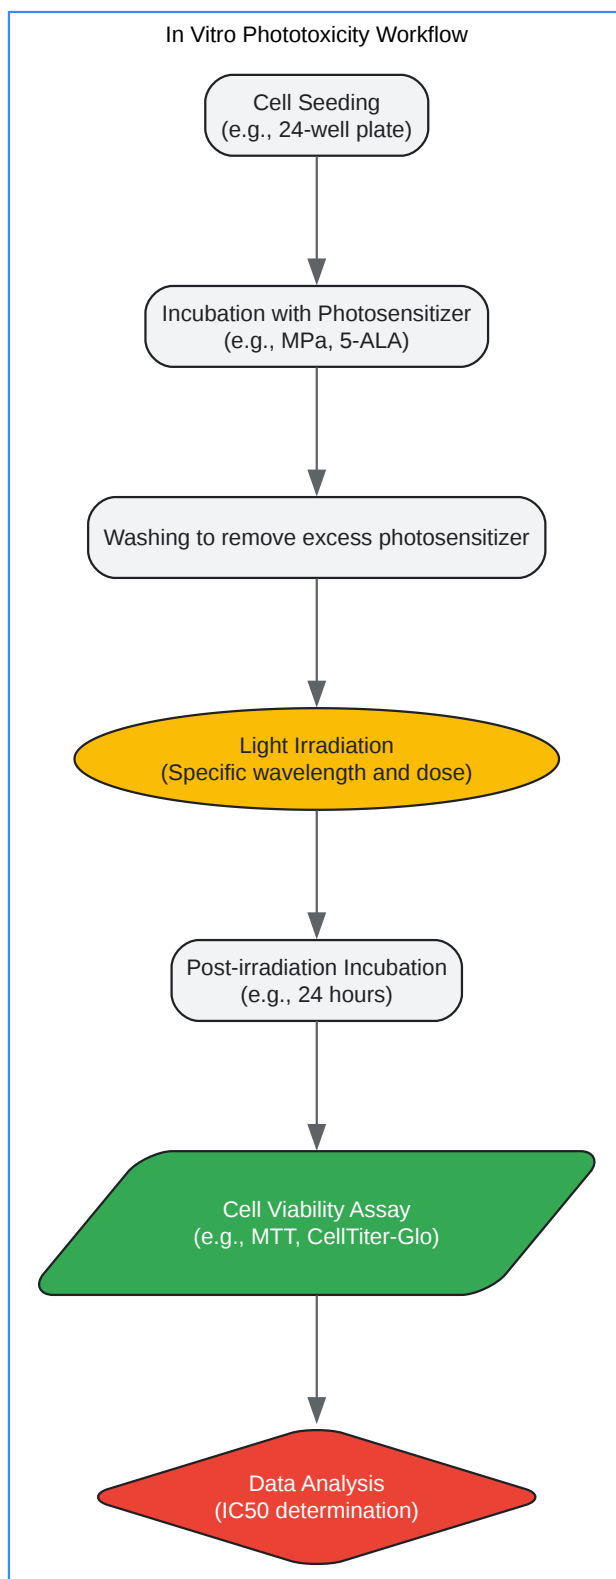 In Vitro Phototoxicity Workflow
Cell Seeding
(e.g., 24-well plate)
Incubation with Photosensitizer
(e.g., MPa, 5-ALA)
Washing to remove excess photosensitizer
Light Irradiation
(Specific wavelength and dose)
Post-irradiation Incubation
(e.g., 24 hours)
Cell Viability Assay
(e.g., MTT, CellTiter-Glo)
Data Analysis
(IC50 determination)